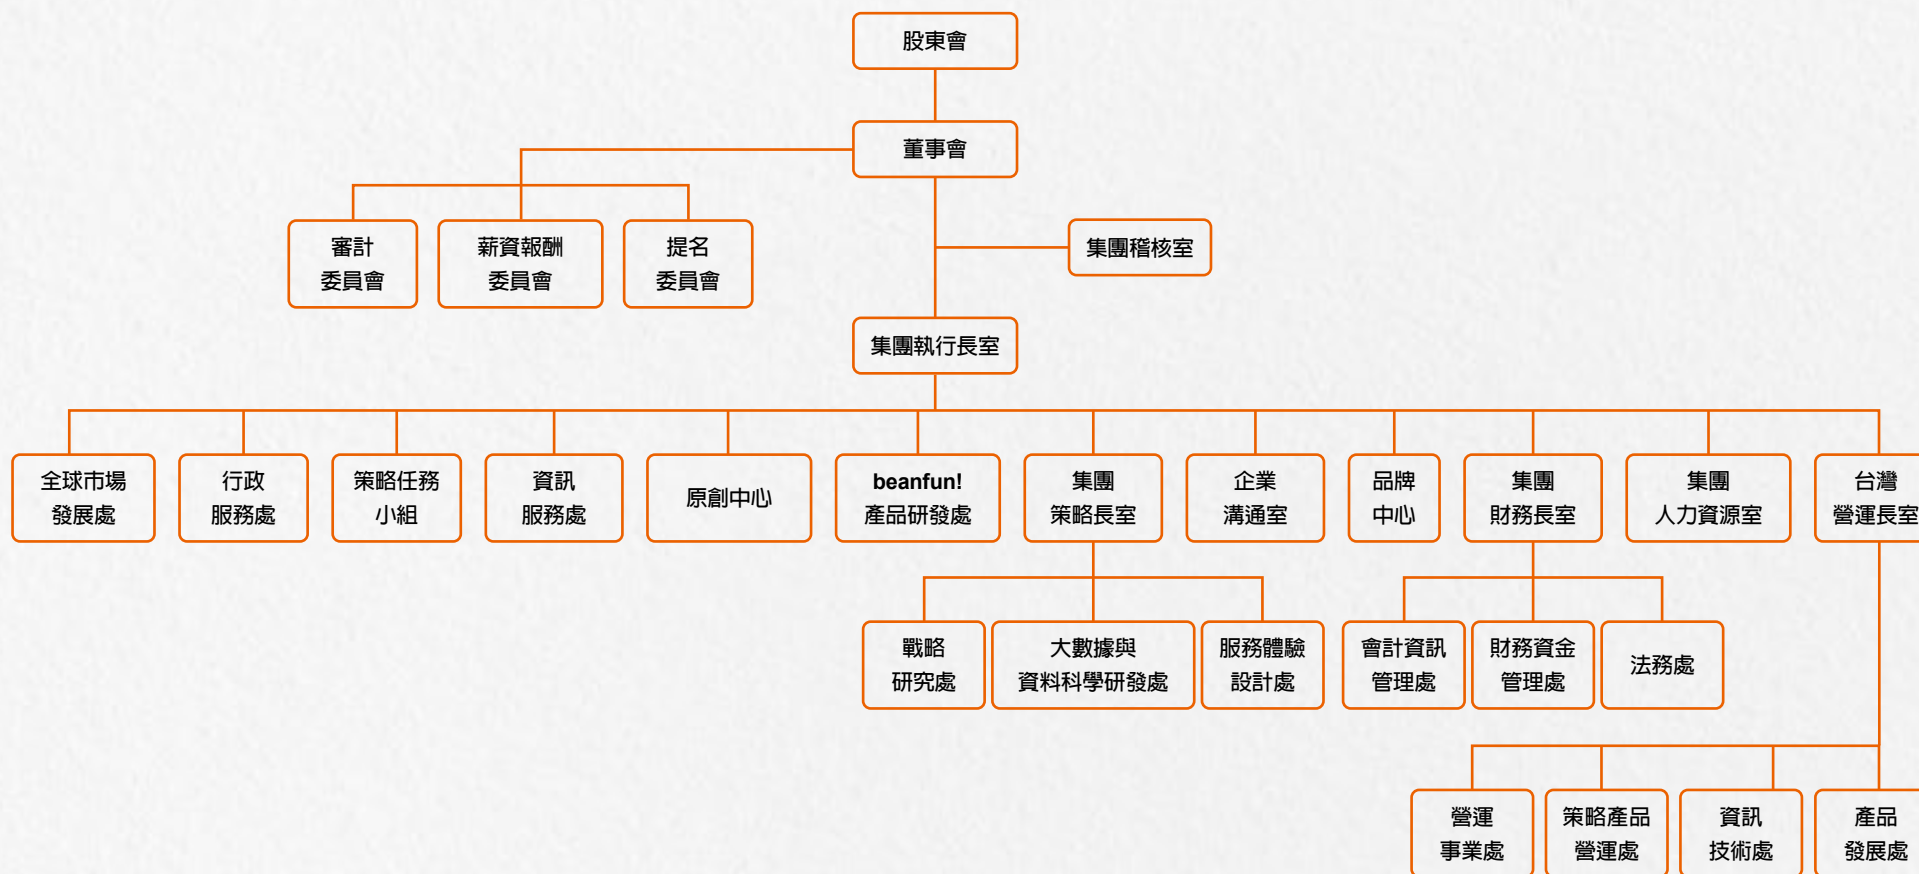 股東會
董事會
審計
委員會
薪資報酬
委員會
提名
委員會
集團稽核室
集團執行長室
全球市場
發展處
行政
服務處
策略任務
小組
資訊
服務處
原創中心
beanfun!
產品研發處
集團
策略長室
企業
溝通室
品牌
中心
集團
財務長室
集團
人力資源室
台灣
營運長室
戰略
研究處
大數據與
資料科學研發處
服務體驗
設計處
會計資訊
管理處
財務資金
管理處
法務處
營運
事業處
策略產品
營運處
資訊
技術處
產品
發展處